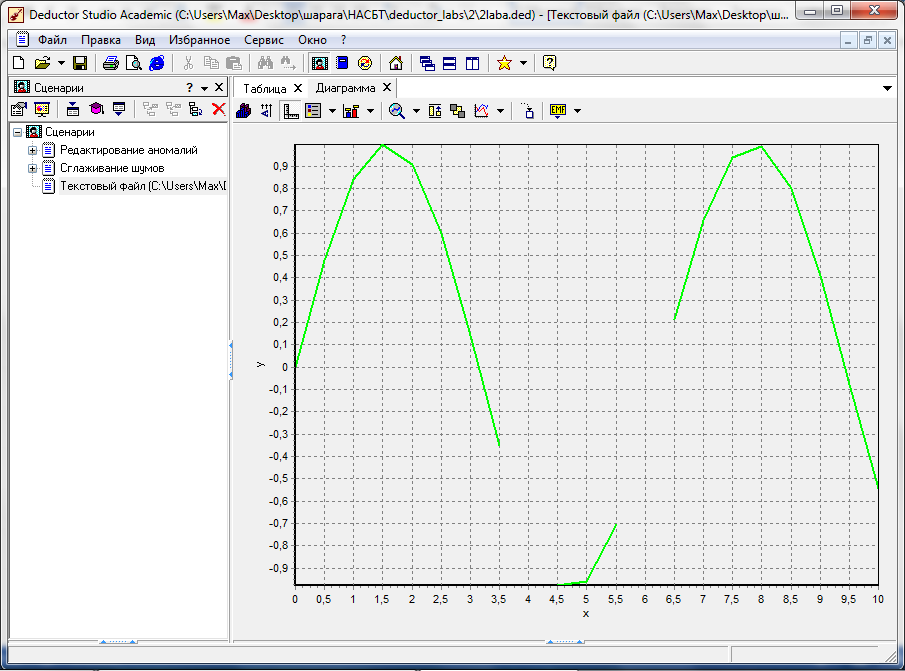 Deductor Studio Academic (C:\Users\Max\Desktop\шарага\НАСБТ\deductor_labs\2\2laba.ded) - [Текстовый файл (C:\Users\Max\Desktop\ш...
Файл Правка Вид Избранное Сервис Окно ?
Сценарии ?
Таблица Диаграмма
EMF
Сценарии
Редактирование аномалий
Сглаживание шумов
Текстовый файл (C:\Users\Max\D
0,9
0,8
0,7
0,6
0,5
0,4
0,3
0,2
0,1
0
-0,1
-0,2
-0,3
-0,4
-0,5
-0,6
-0,7
-0,8
-0,9
y
0 0,5 1 1,5 2 2,5 3 3,5 4 4,5 5 5,5 6 6,5 7 7,5 8 8,5 9 9,5 10
x